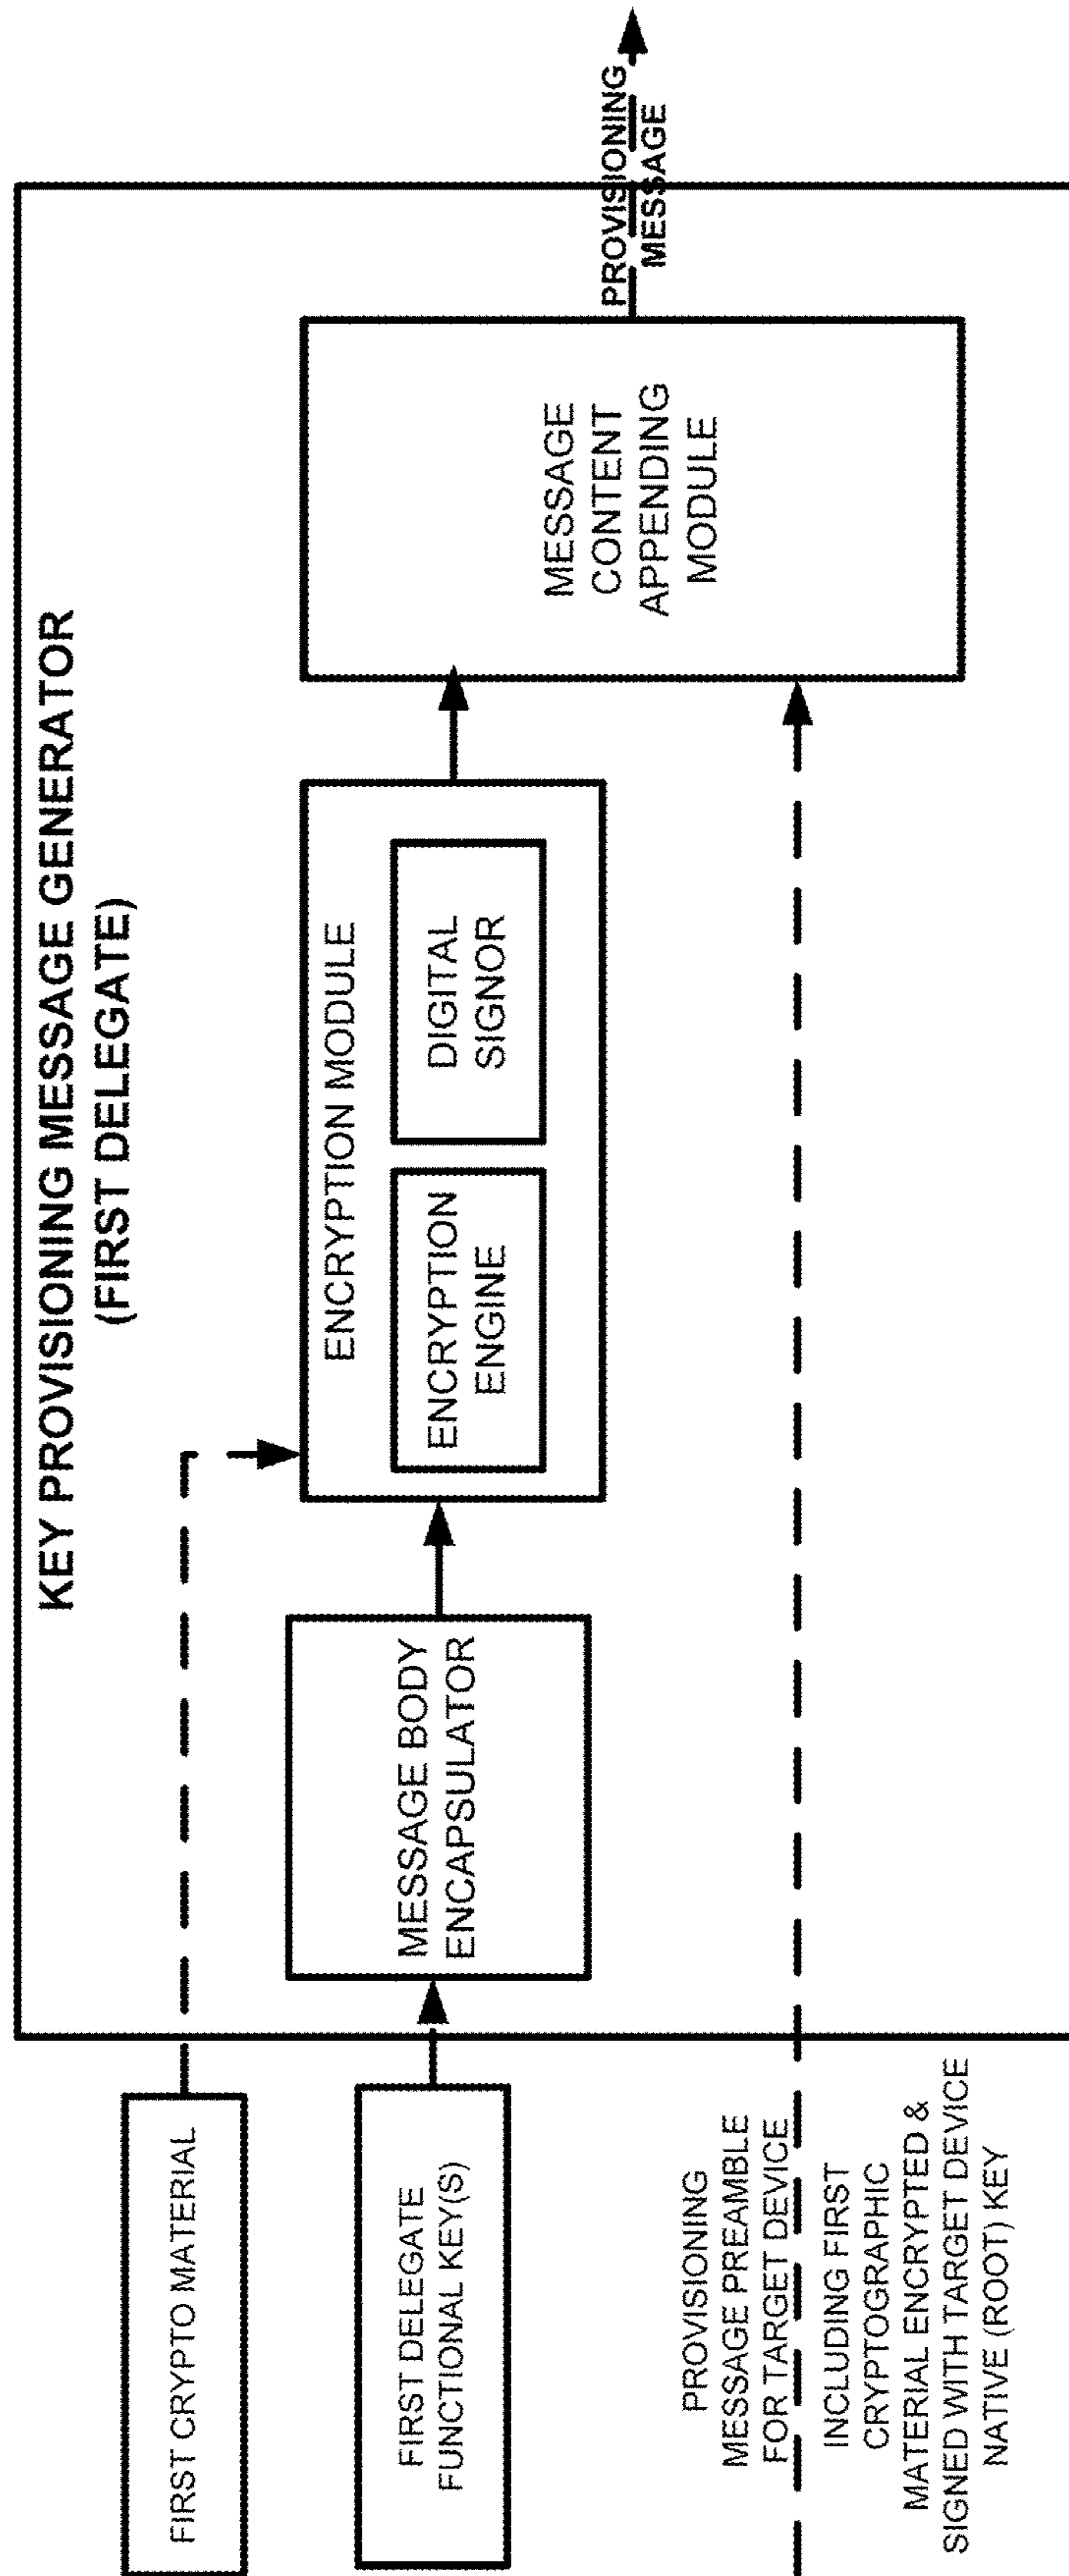 KEY PROVISIONING MESSAGE GENERATOR
(FIRST DELEGATE)
FIRST CRYPTO MATERIAL
FIRST DELEGATE
FUNCTIONAL KEY(S)
MESSAGE BODY
ENCAPSULATOR
ENCRYPTION MODULE
ENCRYPTION
ENGINE
DIGITAL
SIGNOR
MESSAGE
CONTENT
APPENDING
MODULE
PROVISIONING
MESSAGE
PROVISIONING
MESSAGE PREAMBLE
FOR TARGET DEVICE
INCLUDING FIRST
CRYPTOGRAPHIC
MATERIAL ENCRYPTED &
SIGNED WITH TARGET DEVICE
NATIVE (ROOT) KEY